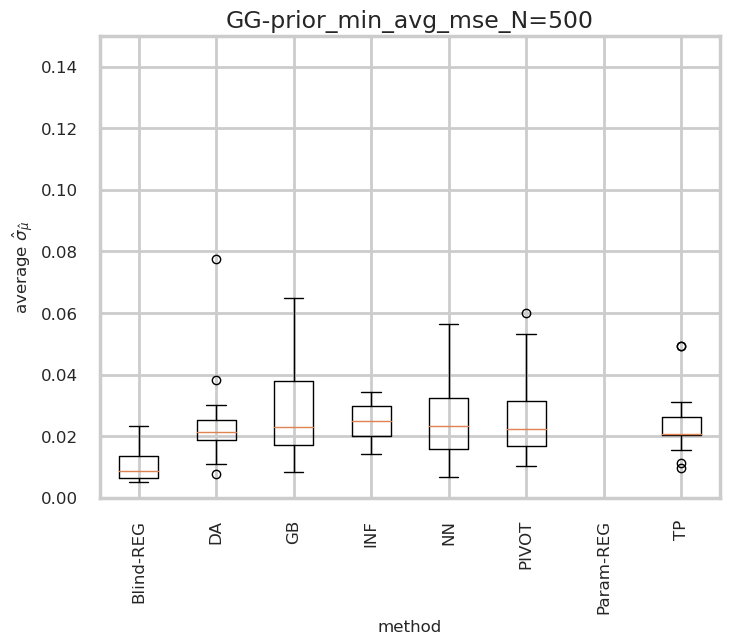 GG-prior_min_avg_mse_N=500
average σ̂_μ̂
0.14
0.12
0.10
0.08
0.06
0.04
0.02
0.00
Blind-REG
DA
GB
INF
NN
PIVOT
Param-REG
TP
method